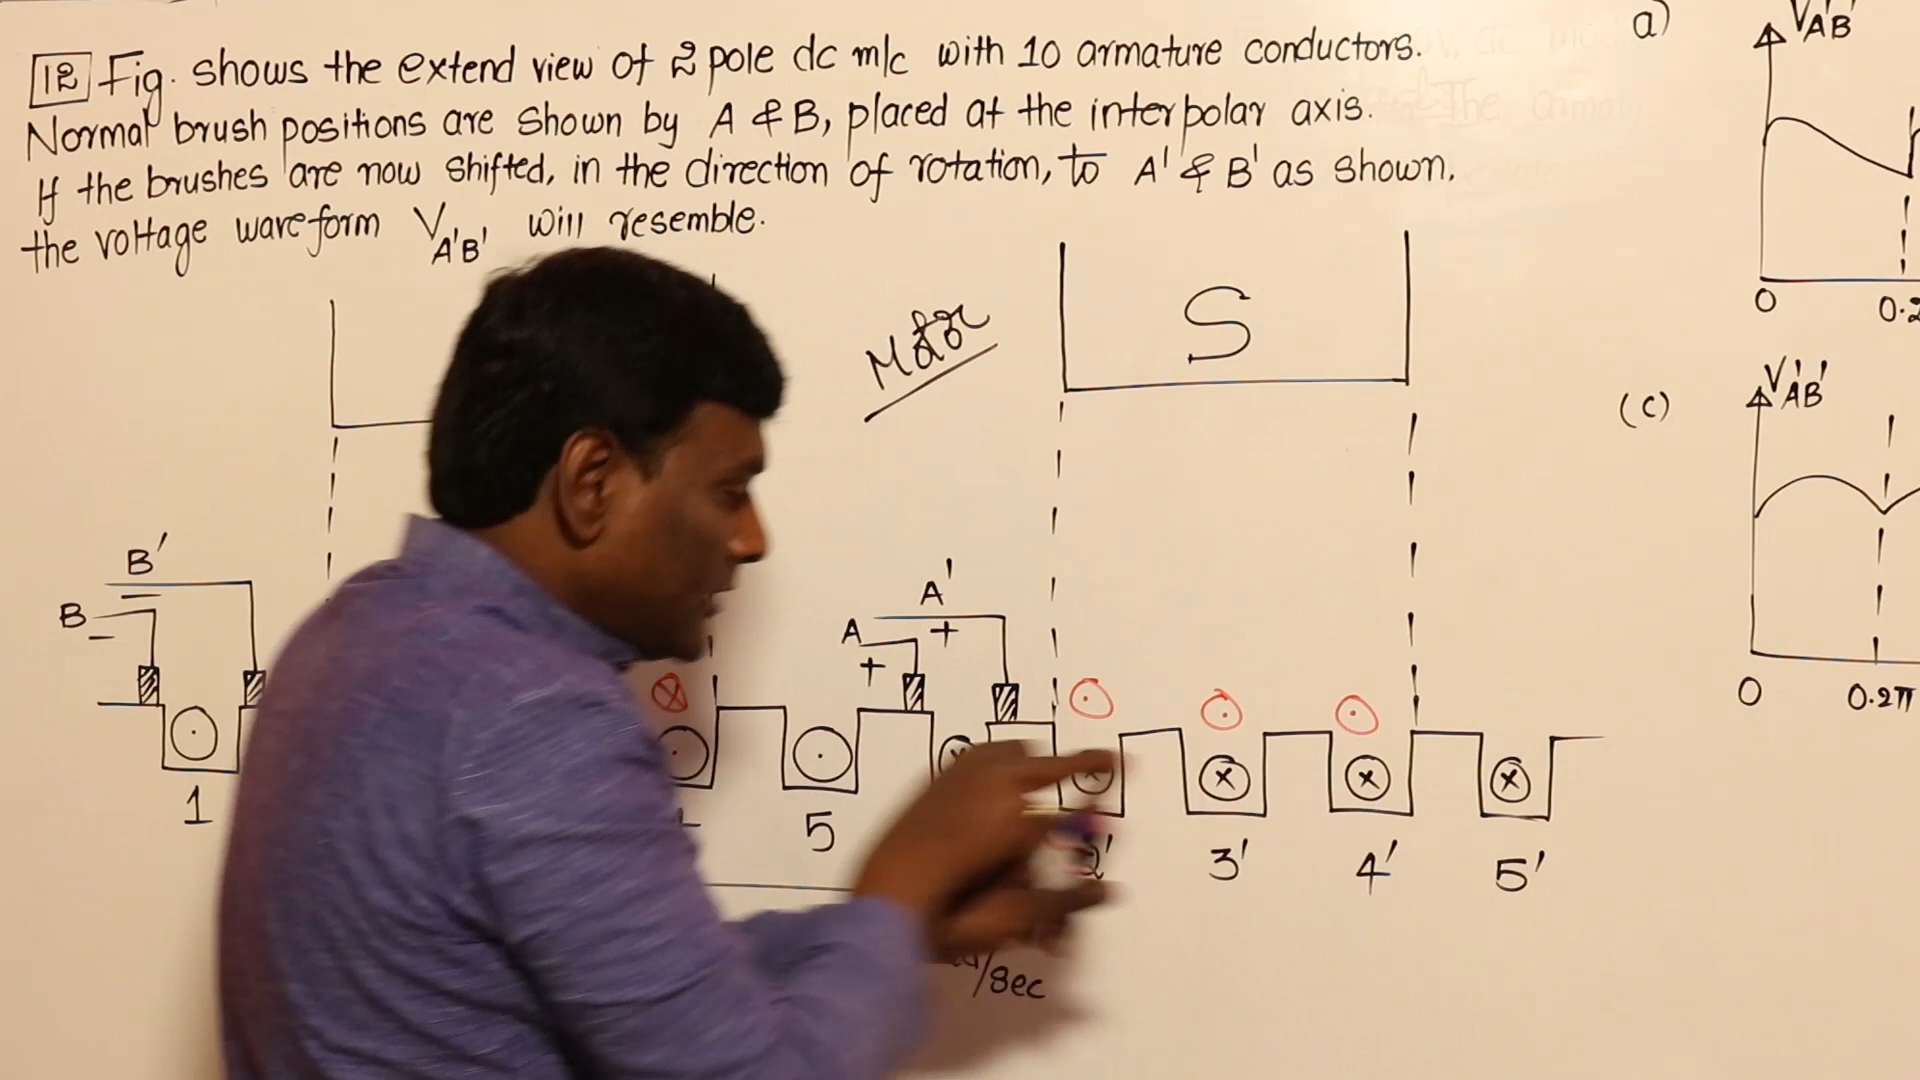 12 Fig. shows the extend view of 2 pole dc m/c with 10 armature conductors.
Normal brush positions are shown by A & B, placed at the interpolar axis.
If the brushes are now shifted, in the direction of rotation, to A' & B' as shown,
the voltage waveform V_A'B' will resemble.
Motor
S
B'
B
−
−
A'
A
+
+
1
5
2'
3'
4'
5'
/sec
a)
VA'B'
0
(c)
VA'B'
0
0.2π